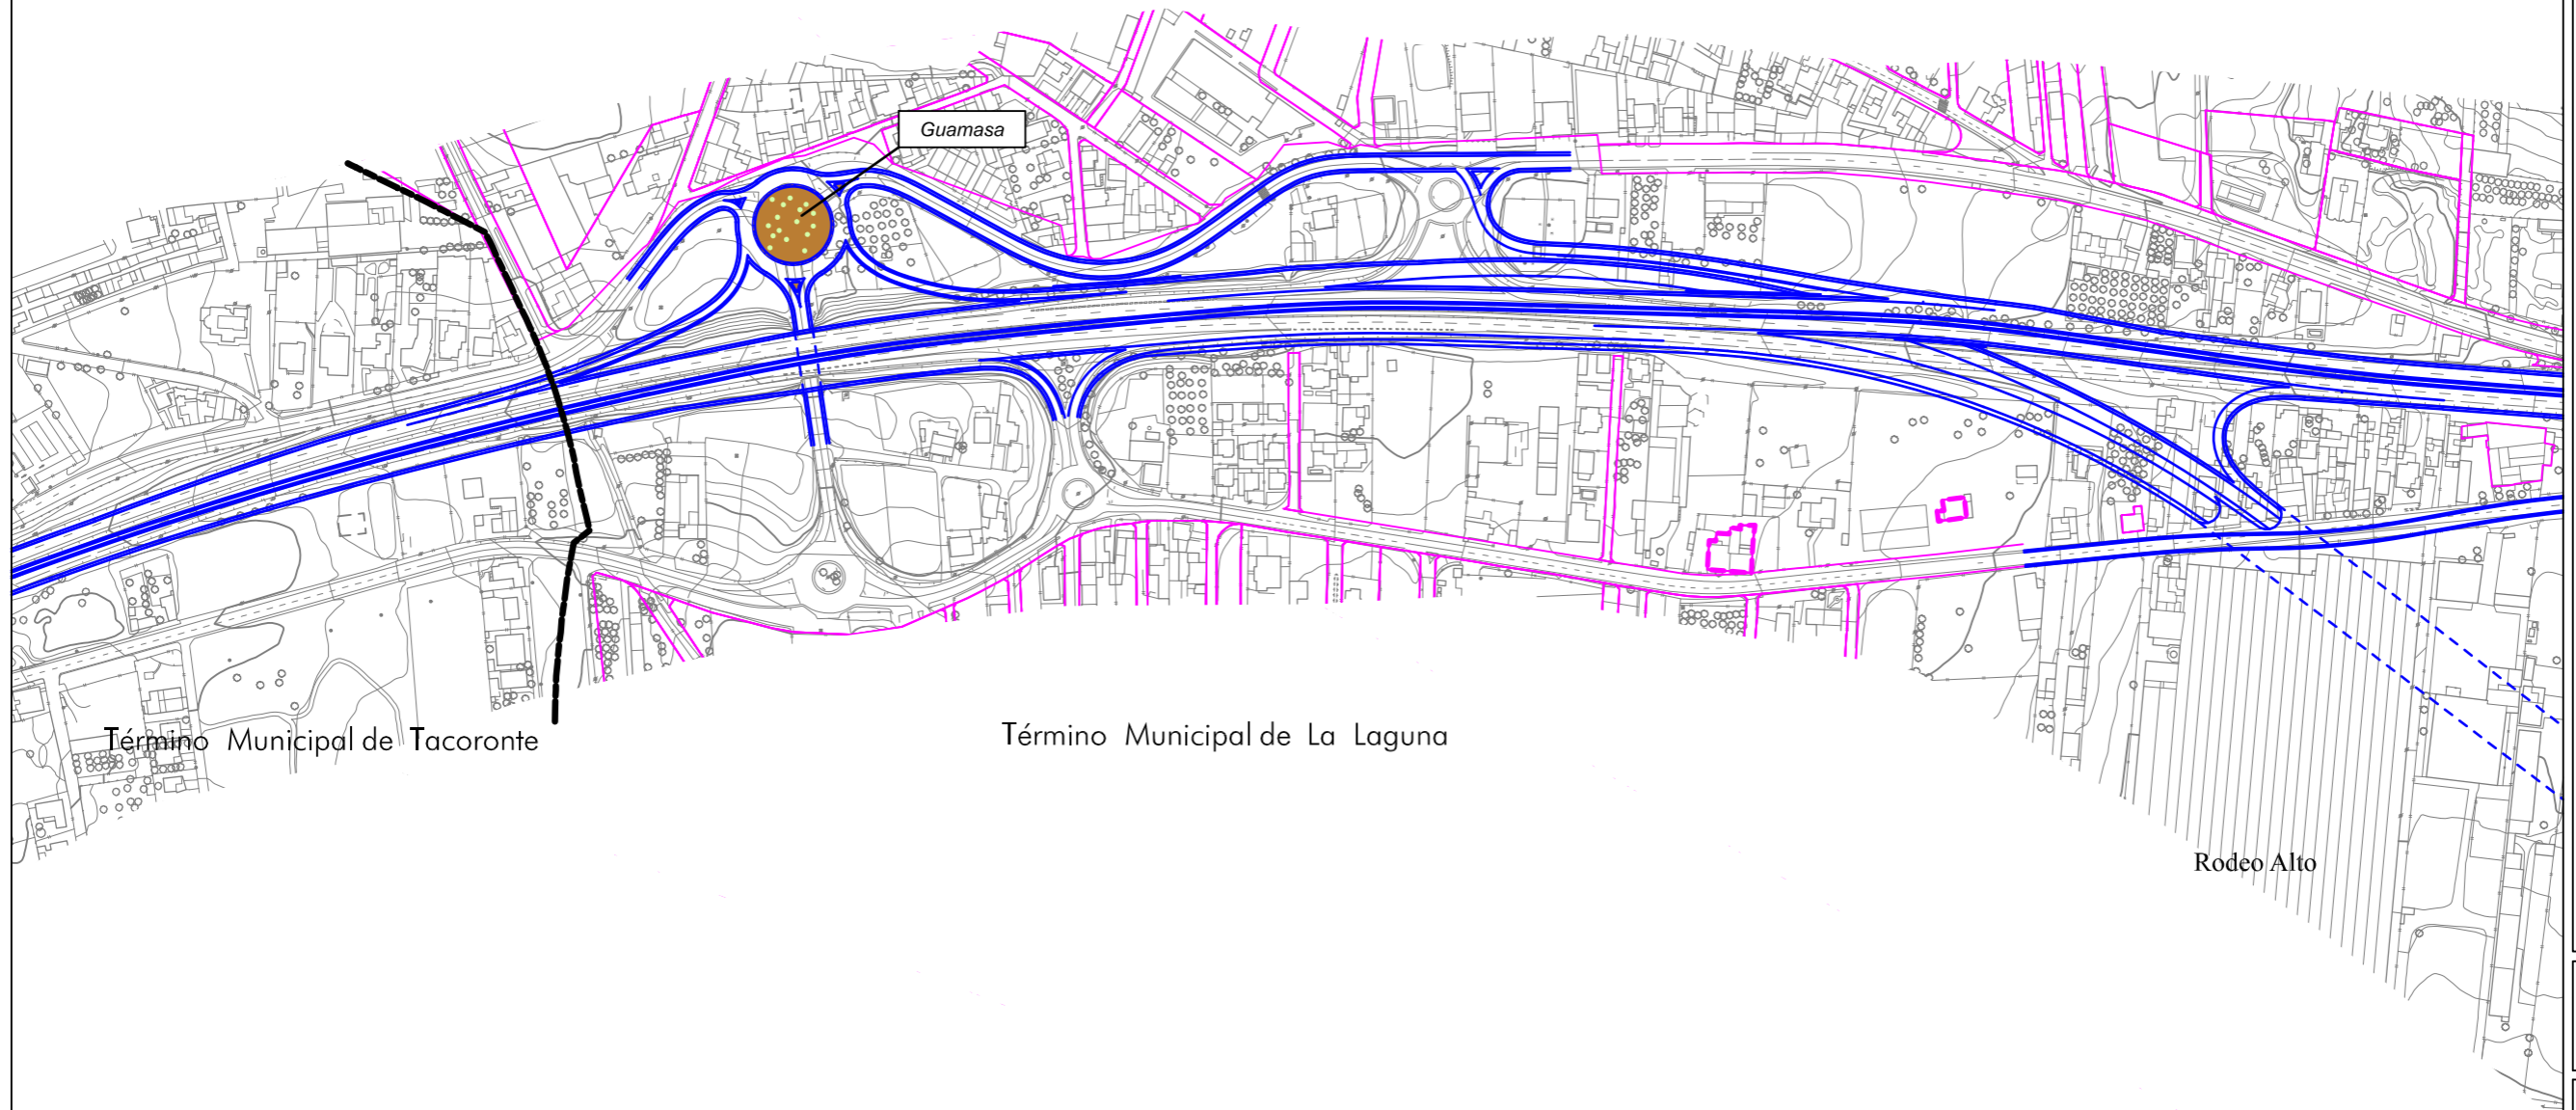 Guamasa
Término Municipal de Tacoronte
Término Municipal de La Laguna
Rodeo Alto